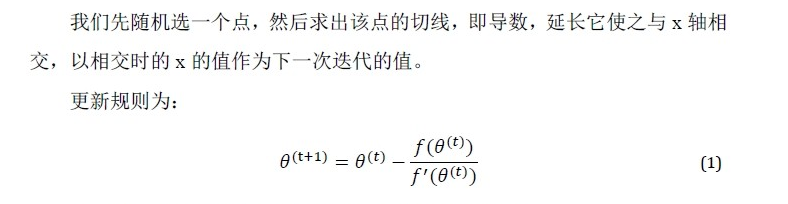 我们先随机选一个点，然后求出该点的切线，即导数，延长它使之与 x 轴相
交，以相交时的 x 的值作为下一次迭代的值。
更新规则为：
θ^{(t+1)} = θ^{(t)} − \frac{f(θ^{(t)})}{f'(θ^{(t)})} (1)